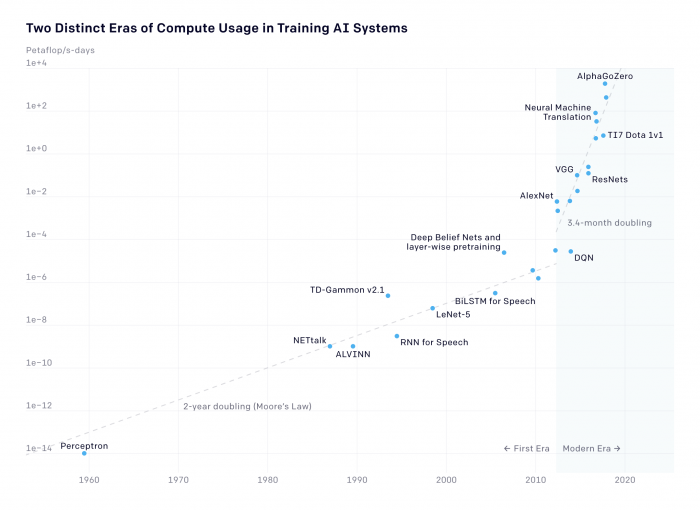 Two Distinct Eras of Compute Usage in Training AI Systems
Petaflop/s-days
1e+4
AlphaGoZero
1e+2
Neural Machine
Translation
TI7 Dota 1v1
1e+0
VGG
ResNets
1e-2
AlexNet
3.4-month doubling
1e-4
Deep Belief Nets and
layer-wise pretraining
DQN
1e-6
TD-Gammon v2.1
BiLSTM for Speech
LeNet-5
1e-8
NETtalk
RNN for Speech
ALVINN
1e-10
1e-12
2-year doubling (Moore's Law)
1e-14
Perceptron
← First Era
Modern Era →
1960
1970
1980
1990
2000
2010
2020